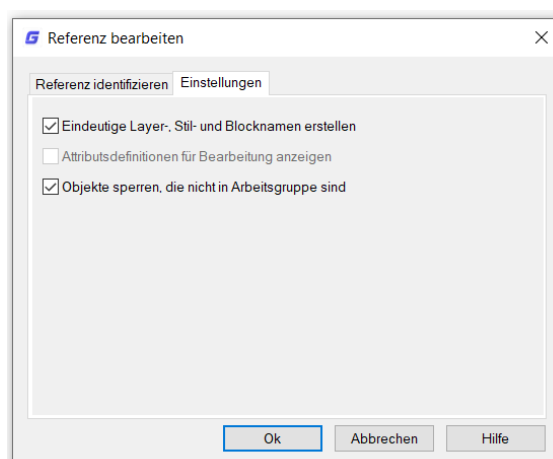 Referenz bearbeiten
Referenz identifizieren Einstellungen
Eindeutige Layer-, Stil- und Blocknamen erstellen
Attributsdefinitionen für Bearbeitung anzeigen
Objekte sperren, die nicht in Arbeitsgruppe sind
Ok Abbrechen Hilfe